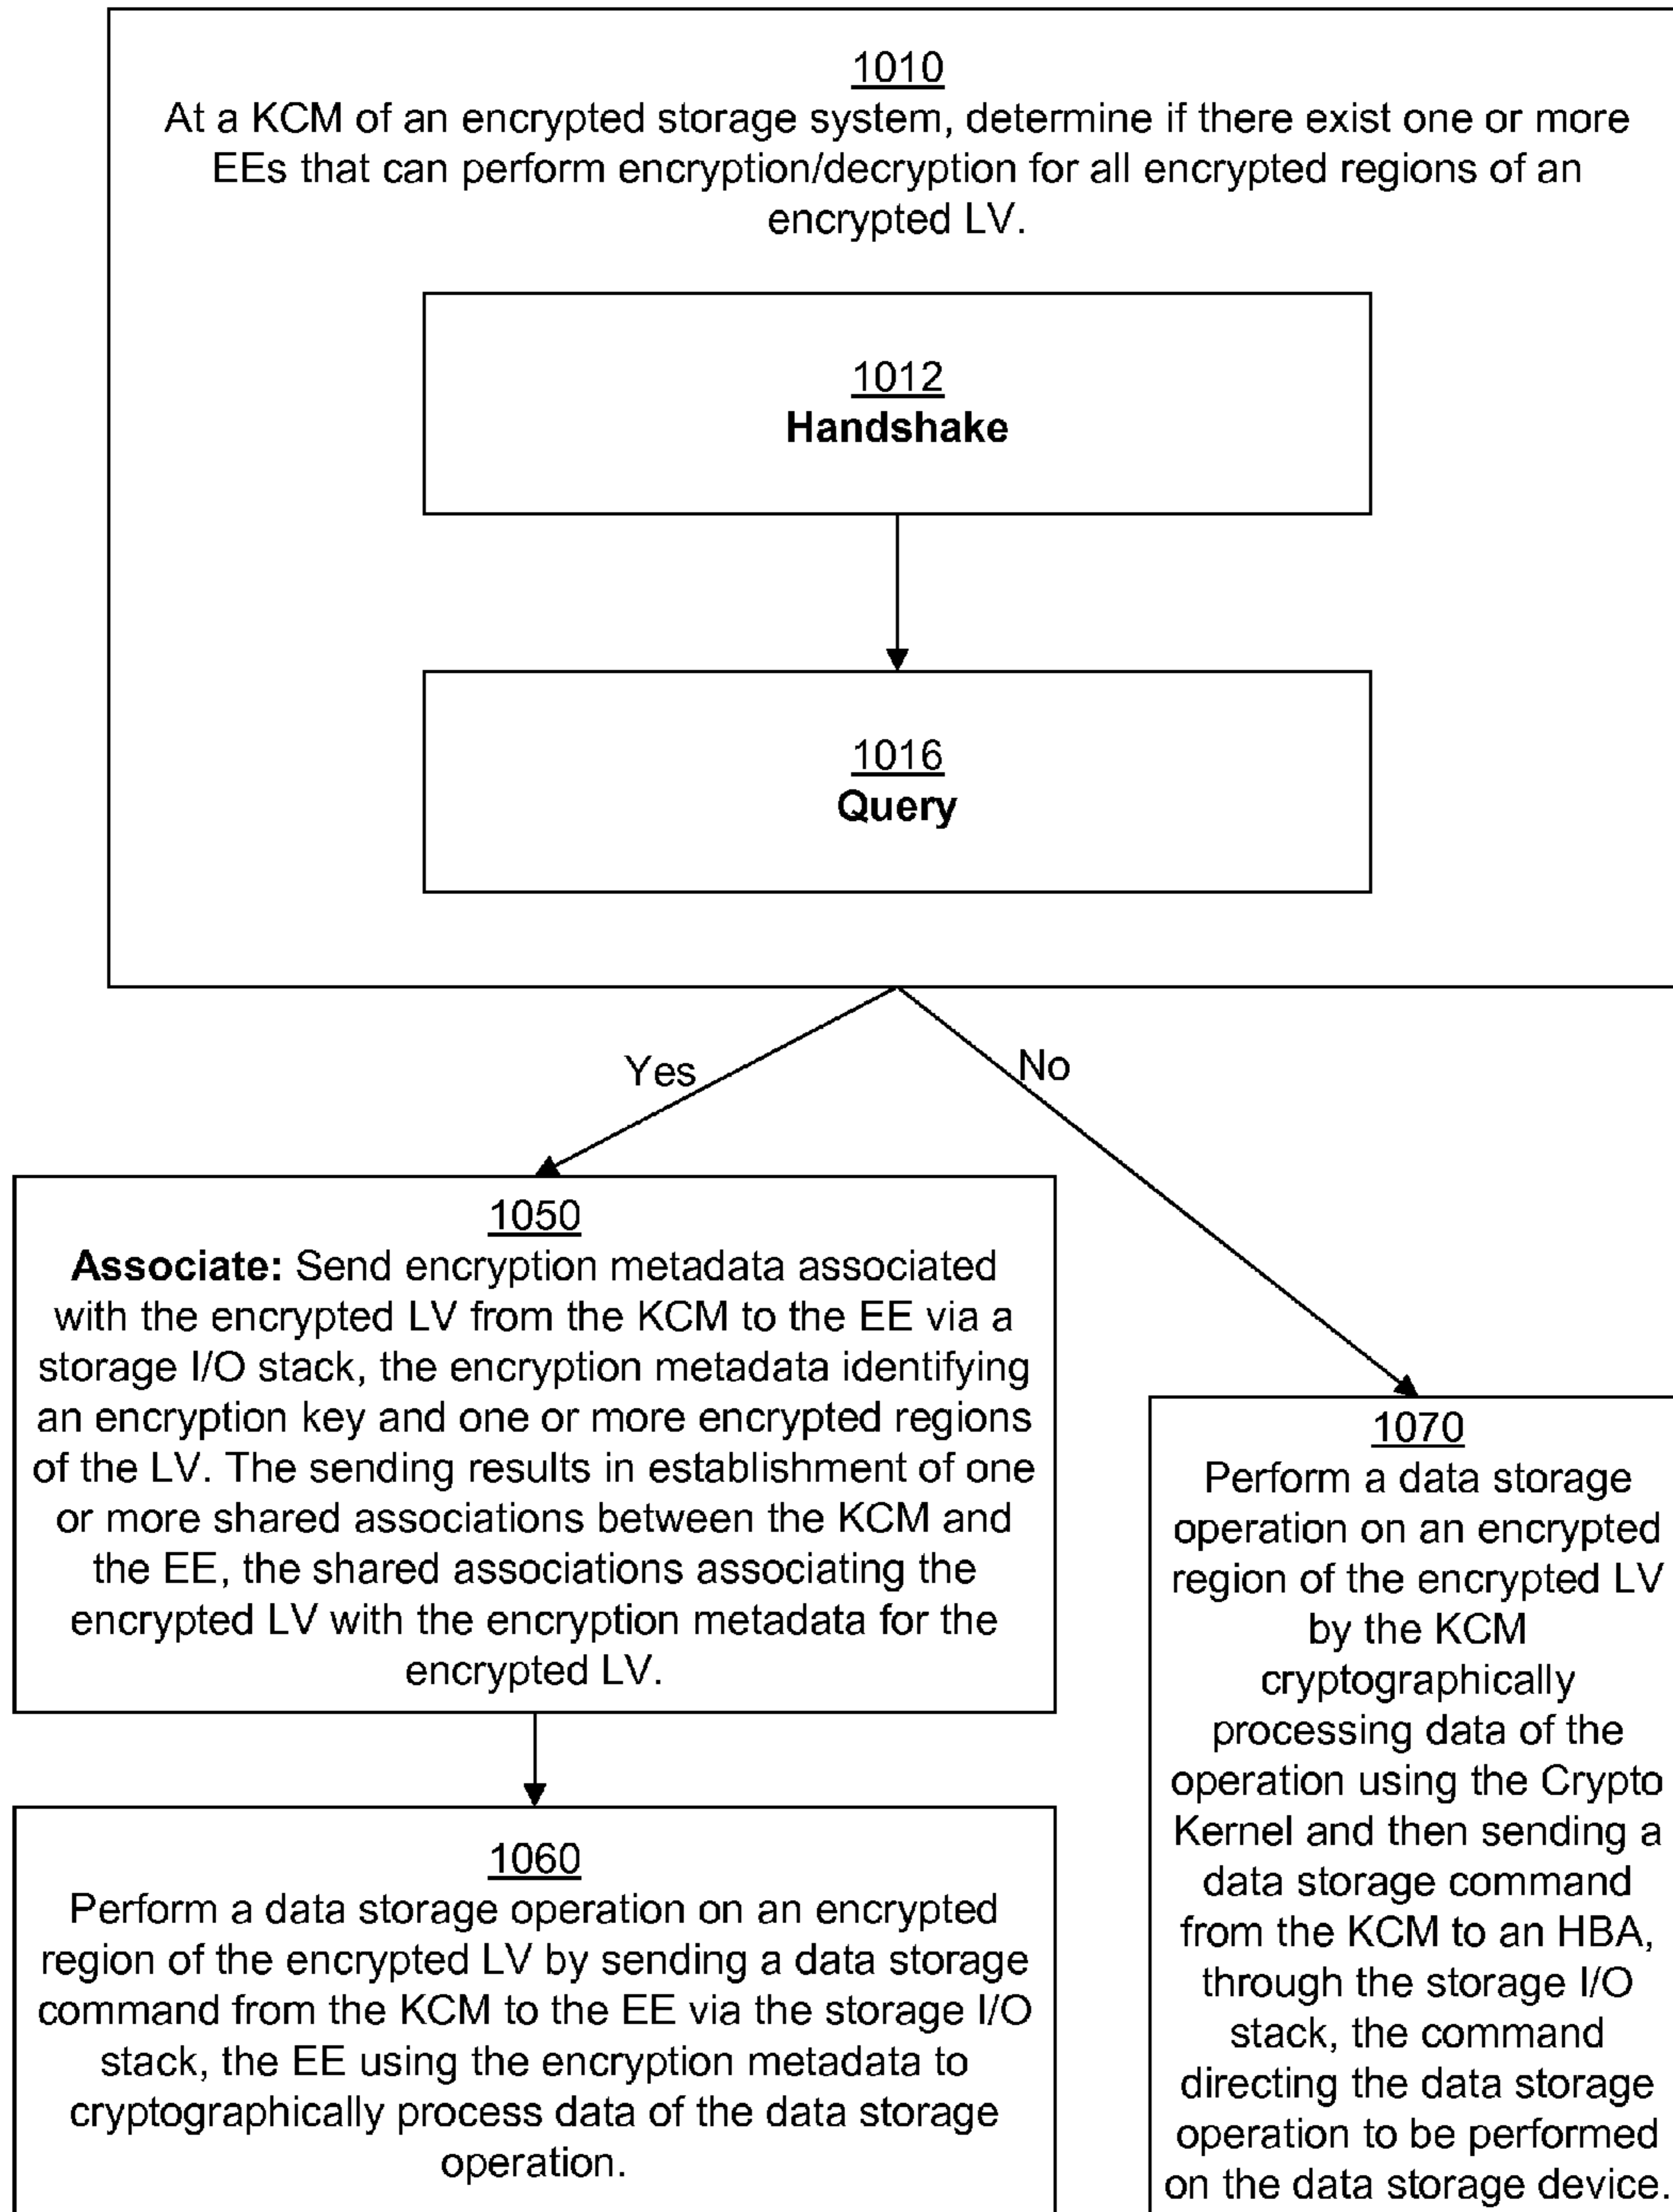 1010
At a KCM of an encrypted storage system, determine if there exist one or more
EEs that can perform encryption/decryption for all encrypted regions of an
encrypted LV.
1012
Handshake
1016
Query
Yes
No
1050
Associate: Send encryption metadata associated
with the encrypted LV from the KCM to the EE via a
storage I/O stack, the encryption metadata identifying
an encryption key and one or more encrypted regions
of the LV. The sending results in establishment of one
or more shared associations between the KCM and
the EE, the shared associations associating the
encrypted LV with the encryption metadata for the
encrypted LV.
1060
Perform a data storage operation on an encrypted
region of the encrypted LV by sending a data storage
command from the KCM to the EE via the storage I/O
stack, the EE using the encryption metadata to
cryptographically process data of the data storage
operation.
1070
Perform a data storage
operation on an encrypted
region of the encrypted LV
by the KCM
cryptographically
processing data of the
operation using the Crypto
Kernel and then sending a
data storage command
from the KCM to an HBA,
through the storage I/O
stack, the command
directing the data storage
operation to be performed
on the data storage device.